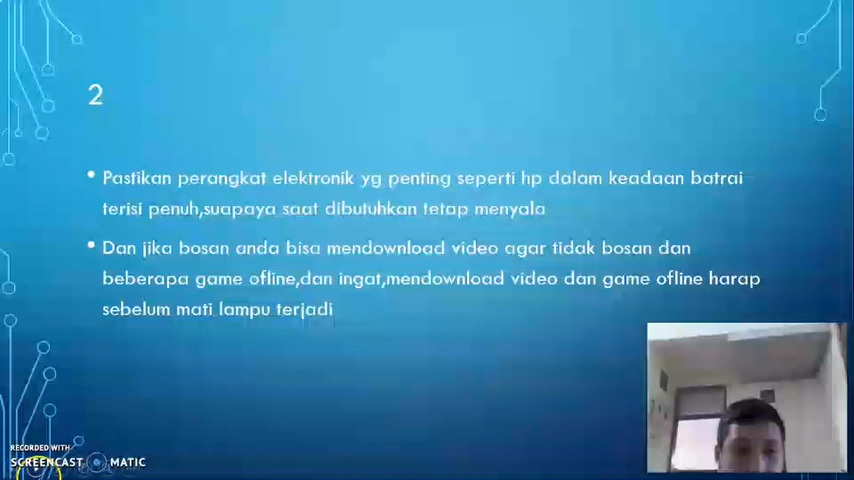 2
• Pastikan perangkat elektronik yg penting seperti hp dalam keadaan batrai
terisi penuh,suapaya saat dibutuhkan tetap menyala
• Dan jika bosan anda bisa mendownload video agar tidak bosan dan
beberapa game ofline,dan ingat,mendownload video dan game ofline harap
sebelum mati lampu terjadi
RECORDED WITH
SCREENCAST MATIC